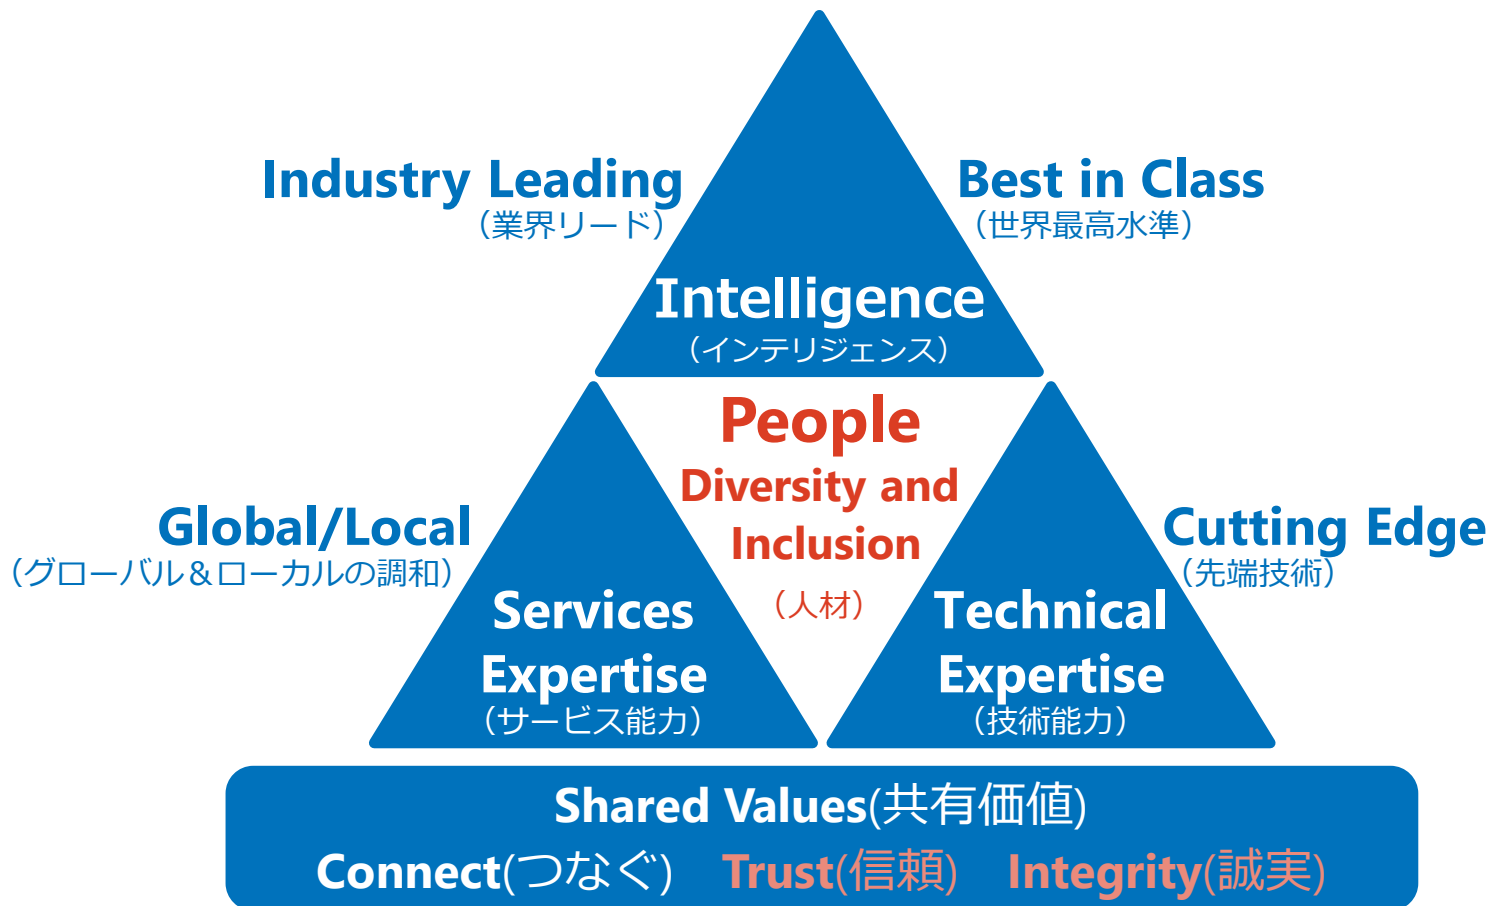 Industry Leading
（業界リード）
Best in Class
（世界最高水準）
Intelligence
（インテリジェンス）
People
Diversity and
Inclusion
（人材）
Global/Local
（グローバル＆ローカルの調和）
Cutting Edge
（先端技術）
Services
Expertise
（サービス能力）
Technical
Expertise
（技術能力）
Shared Values(共有価値)
Connect(つなぐ) Trust(信頼) Integrity(誠実)